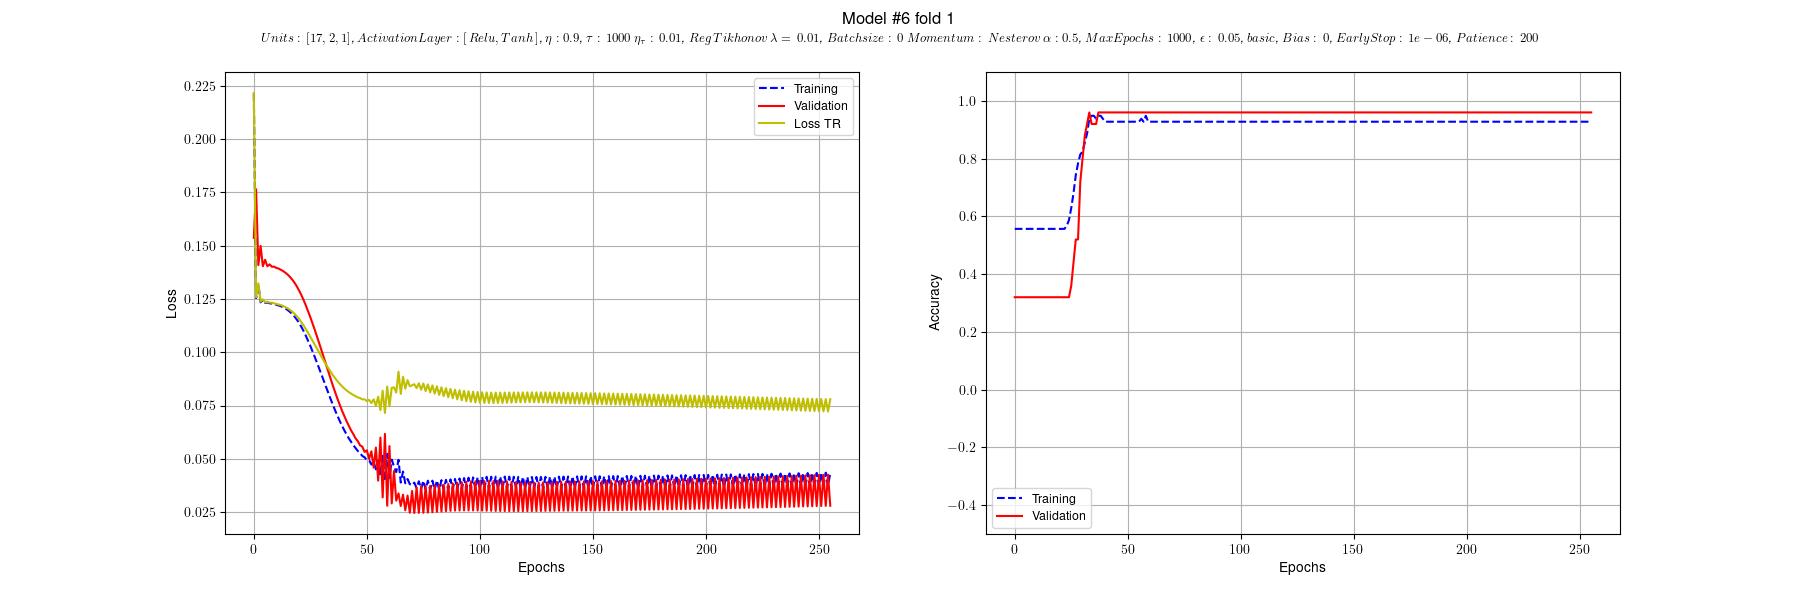 Model #6 fold 1
Units : [17, 2, 1], ActivationLayer : [ Relu, Tanh ], η : 0.9, τ : 1000 η_τ : 0.01, Reg Tikhonov λ = 0.01, Batchsize : 0 Momentum : Nesterov α : 0.5, MaxEpochs : 1000, ϵ : 0.05, basic, Bias : 0, EarlyStop : 1e − 06, Patience : 200
0.225
0.200
0.175
0.150
0.125
0.100
0.075
0.050
0.025
Loss
Training
Validation
Loss TR
0 50 100 150 200 250
Epochs
1.0
0.8
0.6
0.4
0.2
0.0
−0.2
−0.4
Accuracy
Training
Validation
0 50 100 150 200 250
Epochs